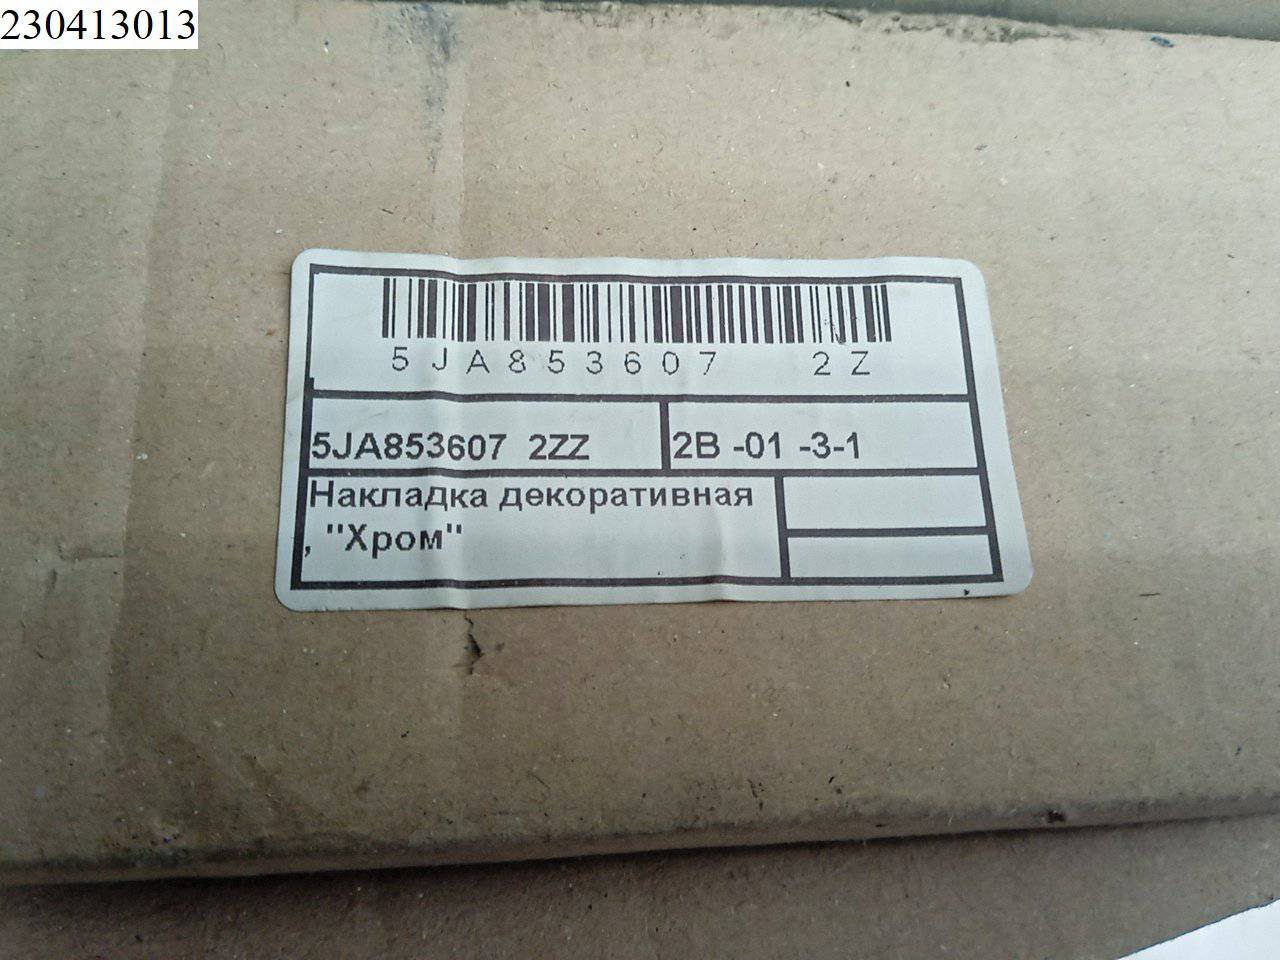 230413013
5JA853607 2Z
5JA853607 2ZZ
2B -01 -3-1
Накладка декоративная
, "Хром"